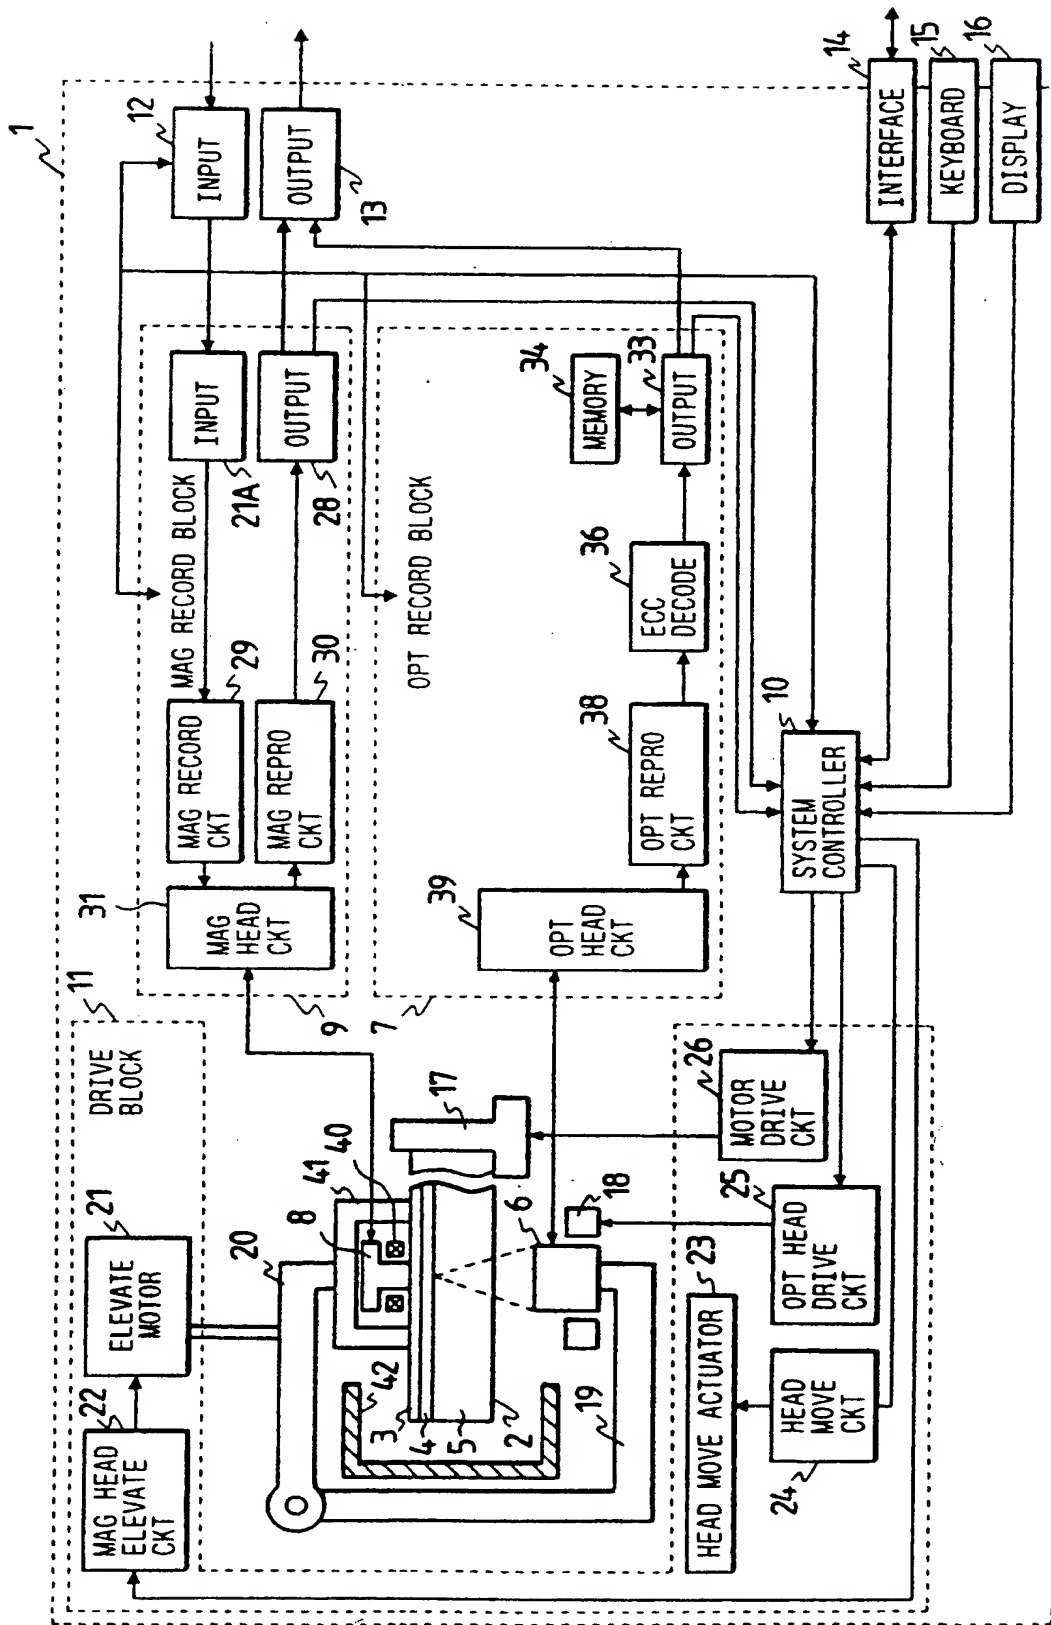 1
11
DRIVE
BLOCK
MAG HEAD
ELEVATE
CKT
22
ELEVATE
MOTOR
21
20
31
MAG
HEAD
CKT
MAG RECORD
CKT
29
MAG REPRO
CKT
30
MAG RECORD BLOCK
INPUT
21A
OUTPUT
28
9
INPUT
12
OUTPUT
13
OPT RECORD BLOCK
7
39
OPT
HEAD
CKT
38
OPT REPRO
CKT
36
ECC
DECODE
34
MEMORY
33
OUTPUT
8
41
40
17
42
3
4
5
2
6
18
19
10
SYSTEM
CONTROLLER
26
MOTOR
DRIVE
CKT
25
OPT HEAD
DRIVE
CKT
23
HEAD MOVE ACTUATOR
24
HEAD
MOVE
CKT
14
INTERFACE
15
KEYBOARD
16
DISPLAY